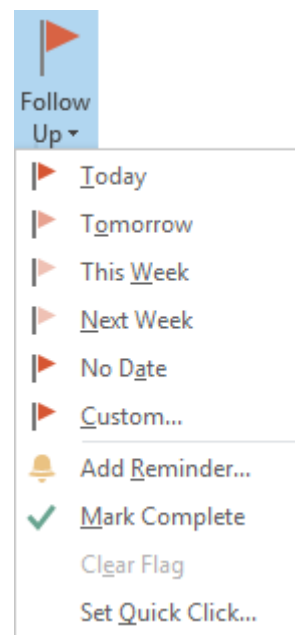 Follow
Up
Today
Tomorrow
This Week
Next Week
No Date
Custom...
Add Reminder...
Mark Complete
Clear Flag
Set Quick Click...